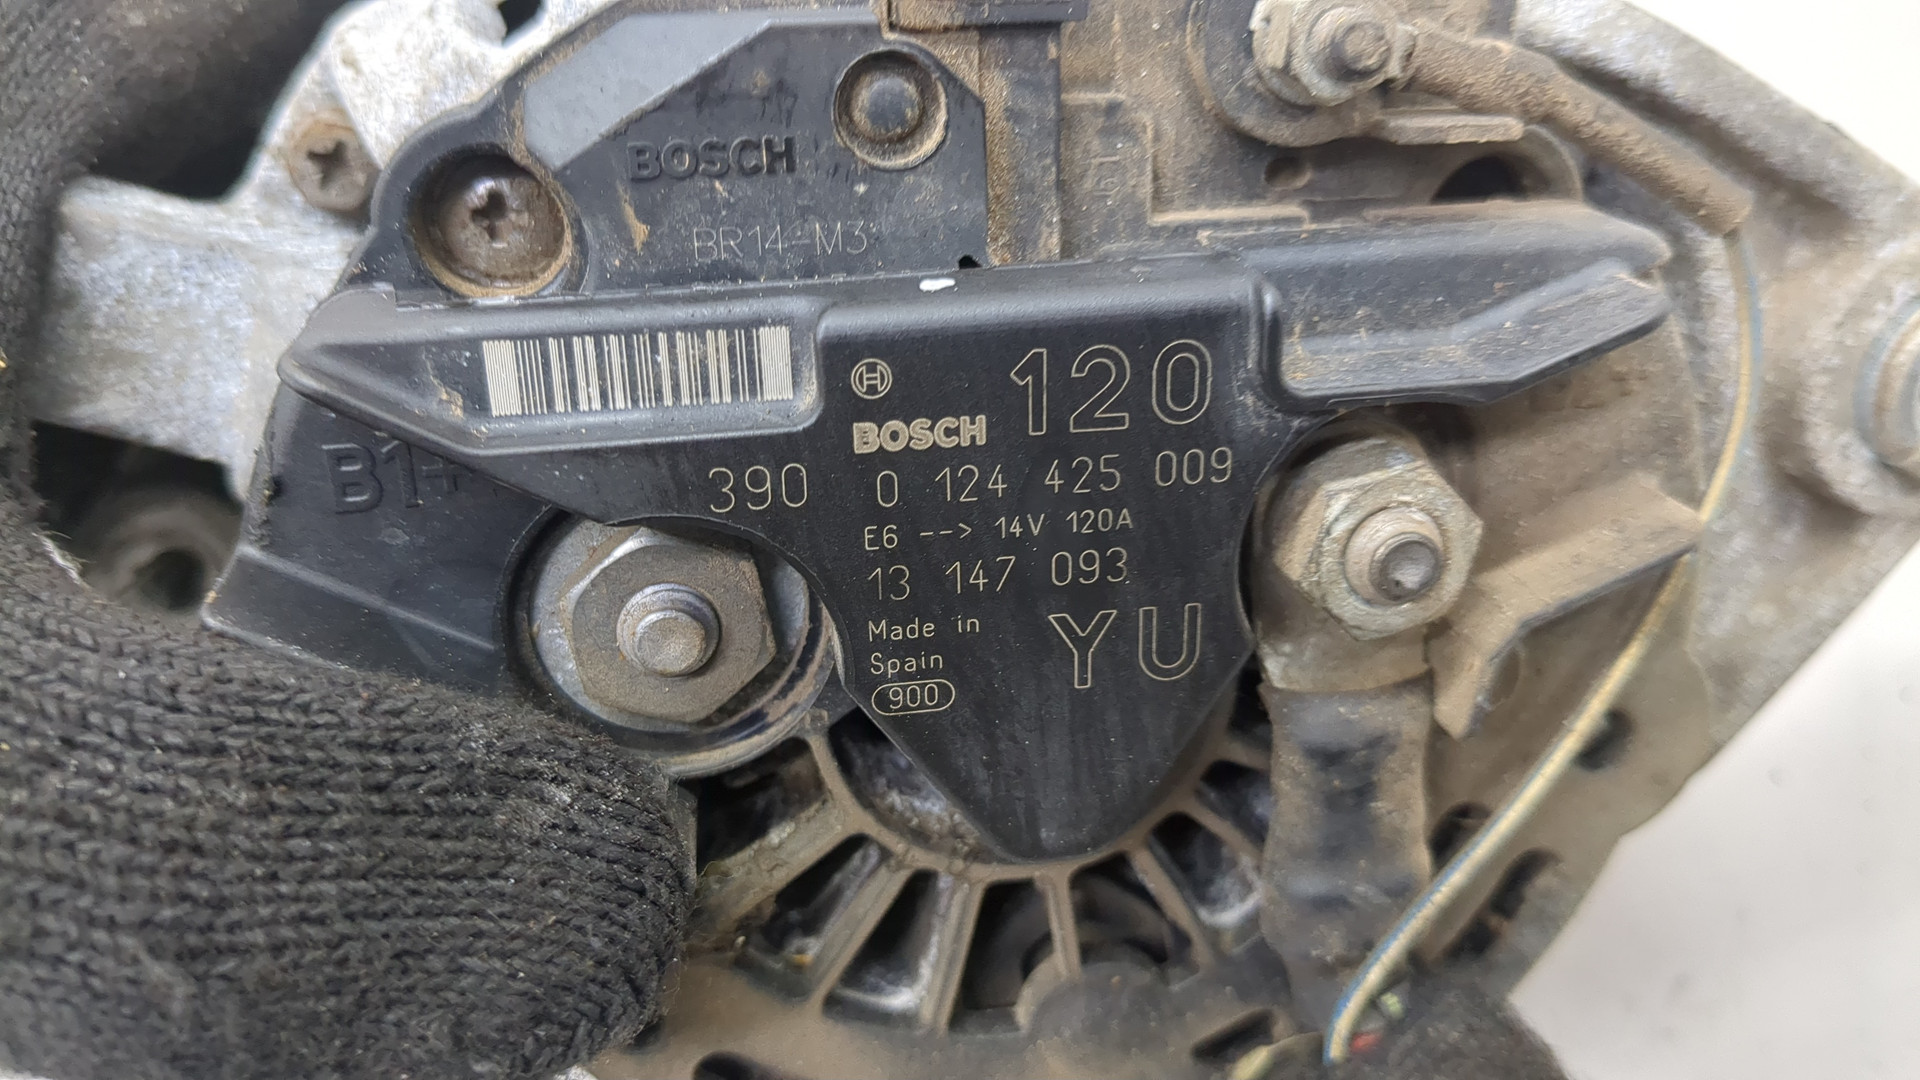 BOSCH
BR14-M3
BOSCH 120
B1+
390 0 124 425 009
E6 --> 14V 120A
13 147 093
Made in
Spain
YU
900